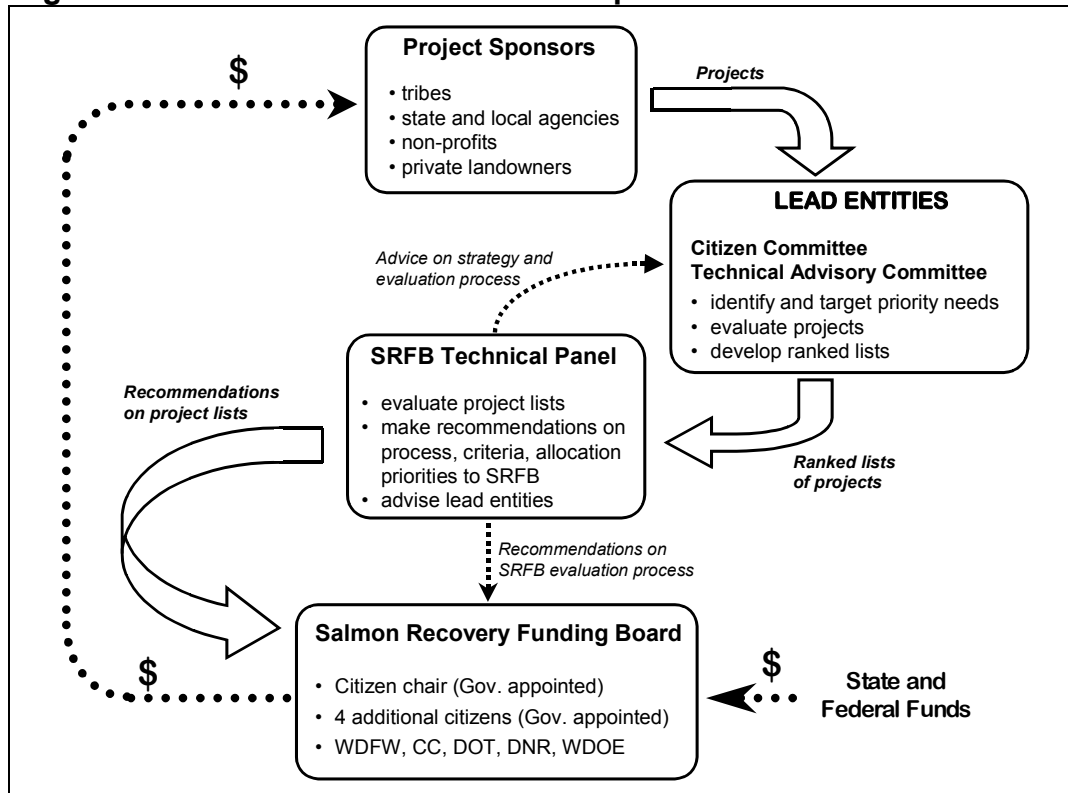 $
Project Sponsors
• tribes
• state and local agencies
• non-profits
• private landowners
Projects
LEAD ENTITIES
Citizen Committee
Technical Advisory Committee
• identify and target priority needs
• evaluate projects
• develop ranked lists
Advice on strategy and
evaluation process
SRFB Technical Panel
• evaluate project lists
• make recommendations on
process, criteria, allocation
priorities to SRFB
• advise lead entities
Recommendations
on project lists
Ranked lists
of projects
Recommendations on
SRFB evaluation process
Salmon Recovery Funding Board
• Citizen chair (Gov. appointed)
• 4 additional citizens (Gov. appointed)
• WDFW, CC, DOT, DNR, WDOE
$
$
State and
Federal Funds